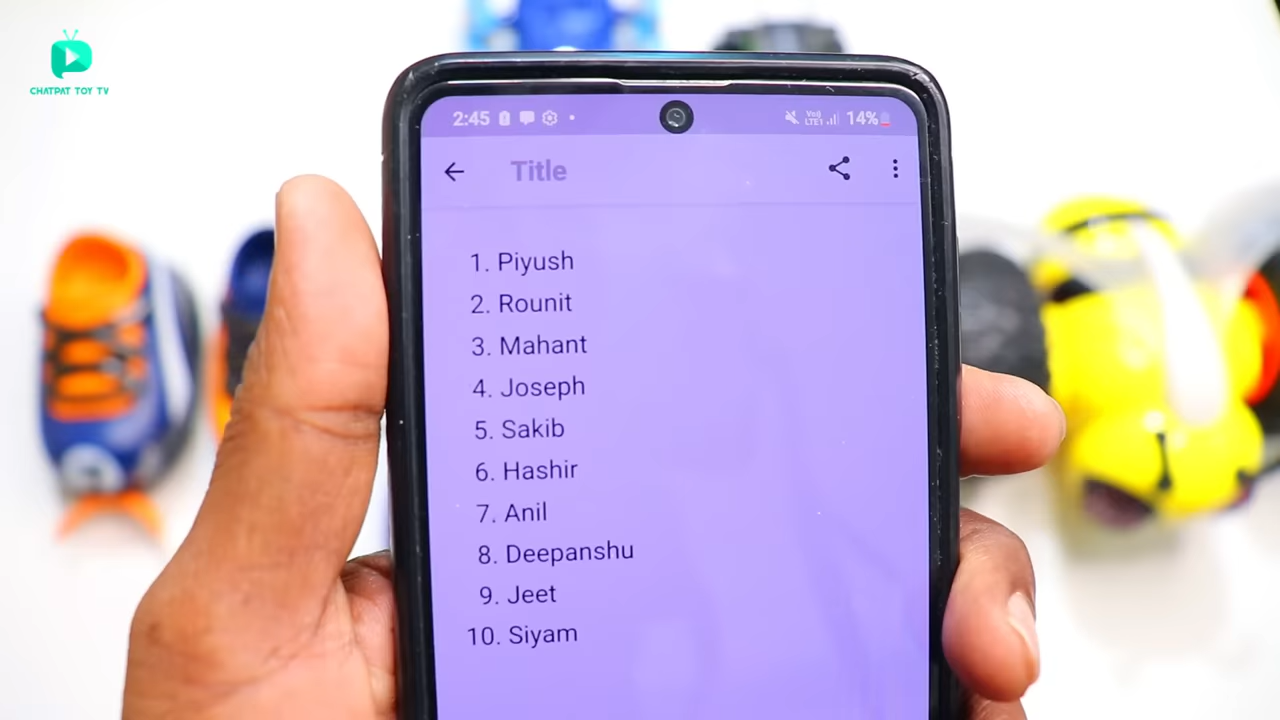 CHATPAT TOY TV
2:45
VoLTE1 14%
Title
1. Piyush
2. Rounit
3. Mahant
4. Joseph
5. Sakib
6. Hashir
7. Anil
8. Deepanshu
9. Jeet
10. Siyam